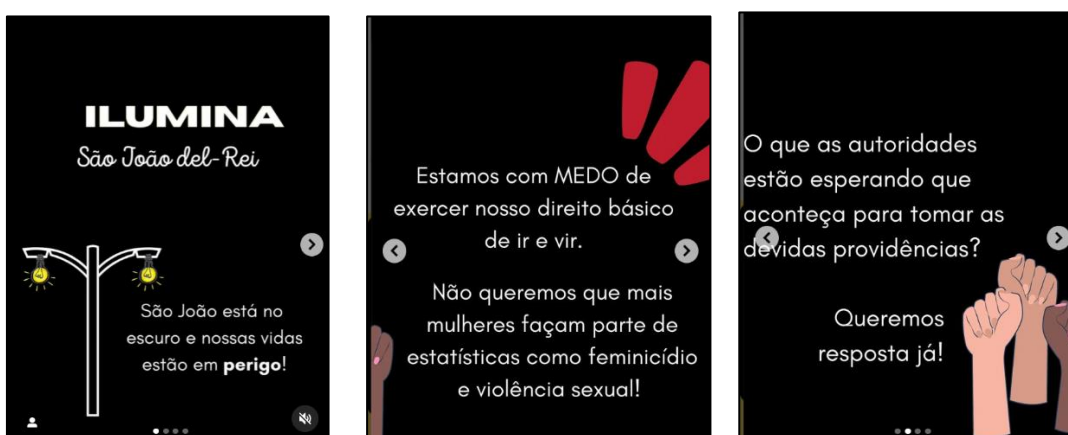 ILUMINA
São João del-Rei
São João está no
escuro e nossas vidas
estão em perigo!
Estamos com MEDO de
exercer nosso direito básico
de ir e vir.
Não queremos que mais
mulheres façam parte de
estatísticas como feminicídio
e violência sexual!
O que as autoridades
estão esperando que
aconteça para tomar as
devidas providências?
Queremos
resposta já!